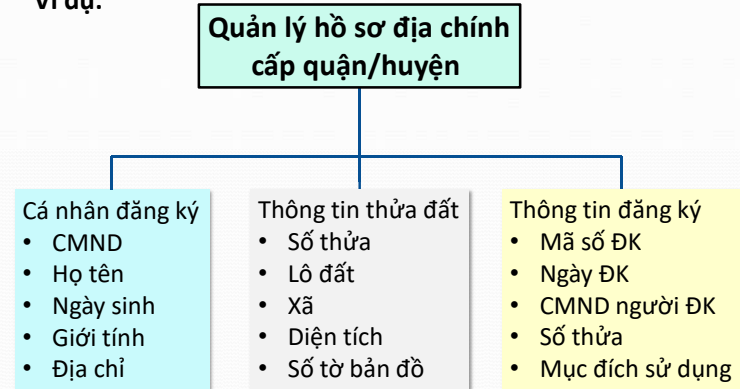 Ví dụ:
Quản lý hồ sơ địa chính
cấp quận/huyện
Cá nhân đăng ký
• CMND
• Họ tên
• Ngày sinh
• Giới tính
• Địa chỉ
Thông tin thửa đất
• Số thửa
• Lô đất
• Xã
• Diện tích
• Số tờ bản đồ
Thông tin đăng ký
• Mã số ĐK
• Ngày ĐK
• CMND người ĐK
• Số thửa
• Mục đích sử dụng